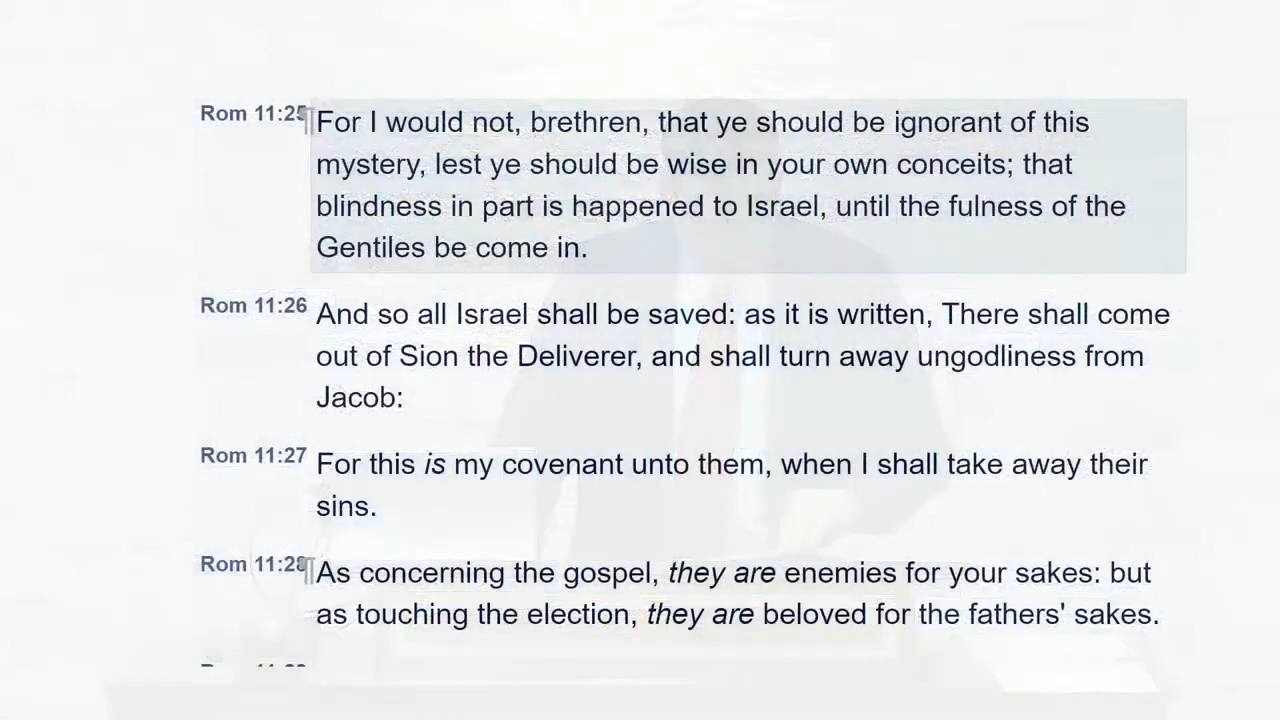 Rom 11:25 ¶For I would not, brethren, that ye should be ignorant of this
mystery, lest ye should be wise in your own conceits; that
blindness in part is happened to Israel, until the fulness of the
Gentiles be come in.
Rom 11:26 And so all Israel shall be saved: as it is written, There shall come
out of Sion the Deliverer, and shall turn away ungodliness from
Jacob:
Rom 11:27 For this is my covenant unto them, when I shall take away their
sins.
Rom 11:28 ¶As concerning the gospel, they are enemies for your sakes: but
as touching the election, they are beloved for the fathers' sakes.